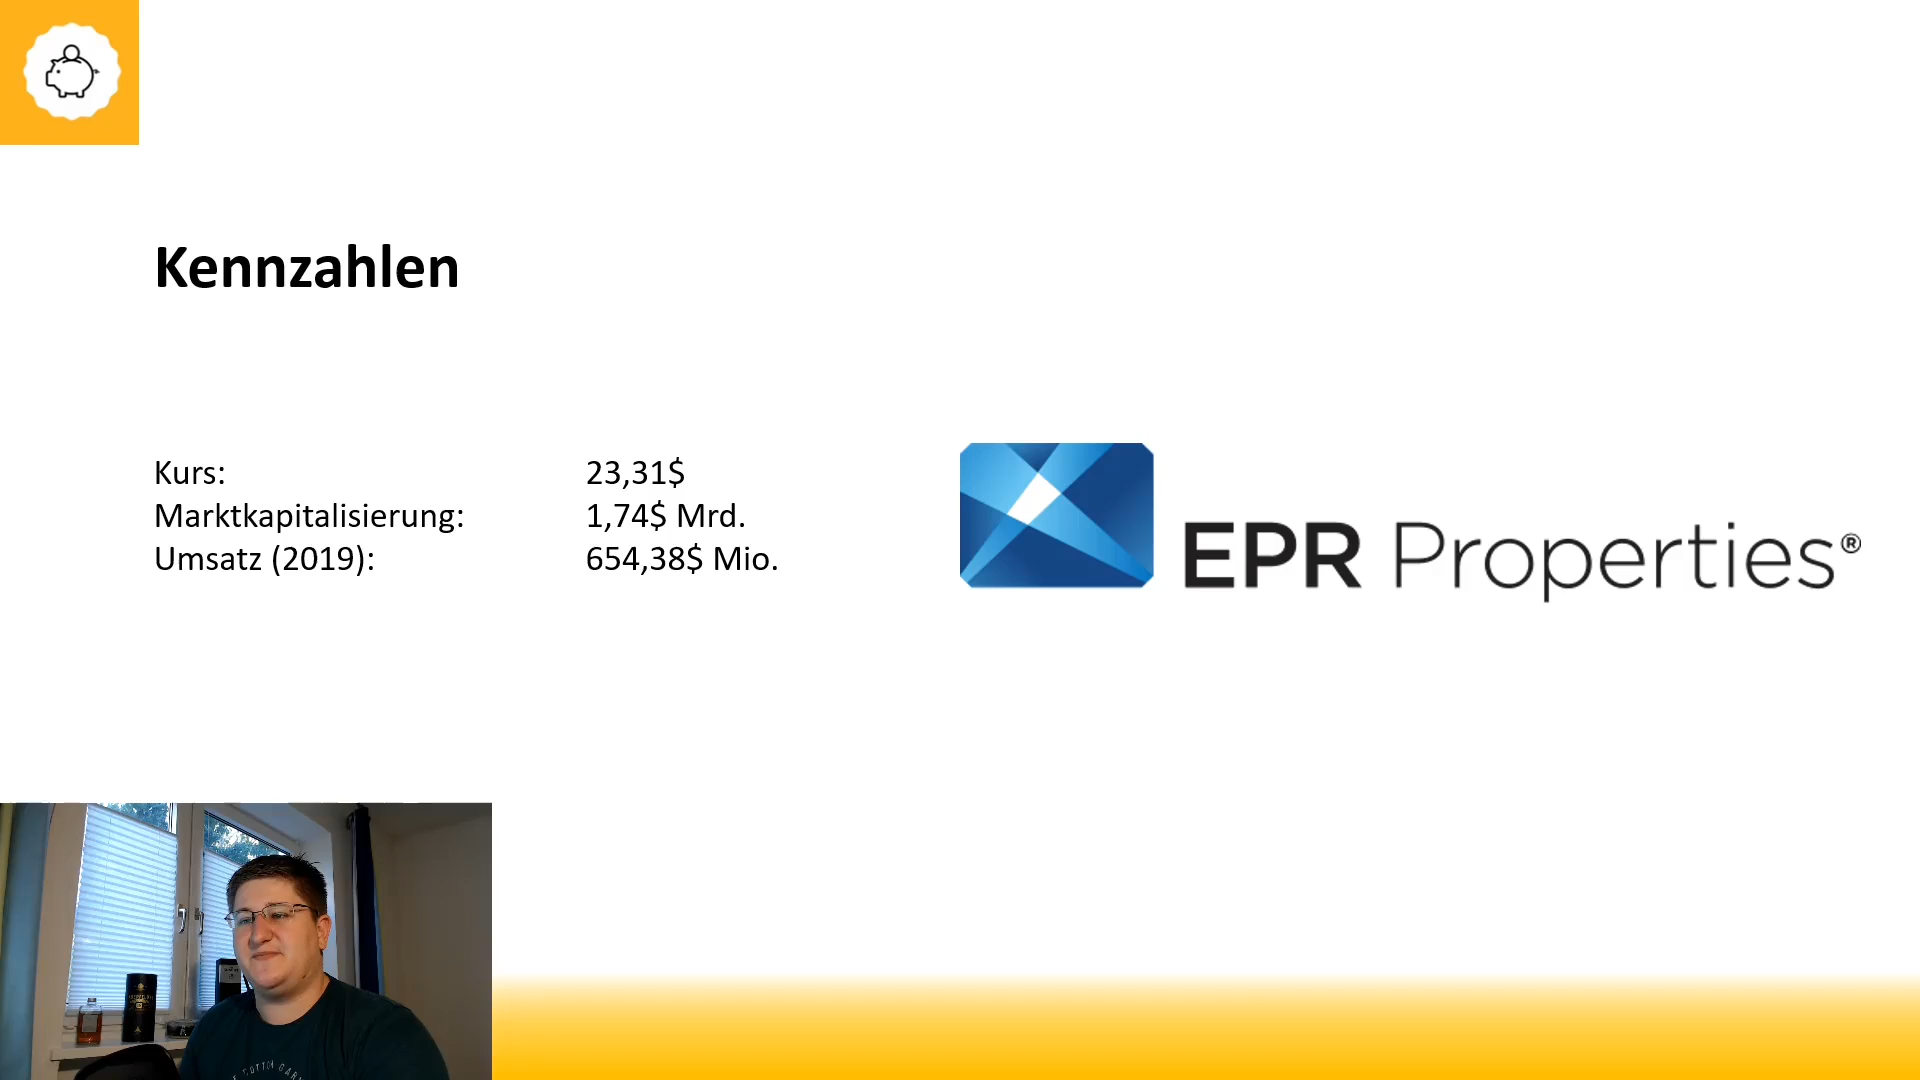 Kennzahlen
Kurs: 23,31$
Marktkapitalisierung: 1,74$ Mrd.
Umsatz (2019): 654,38$ Mio.
EPR Properties®